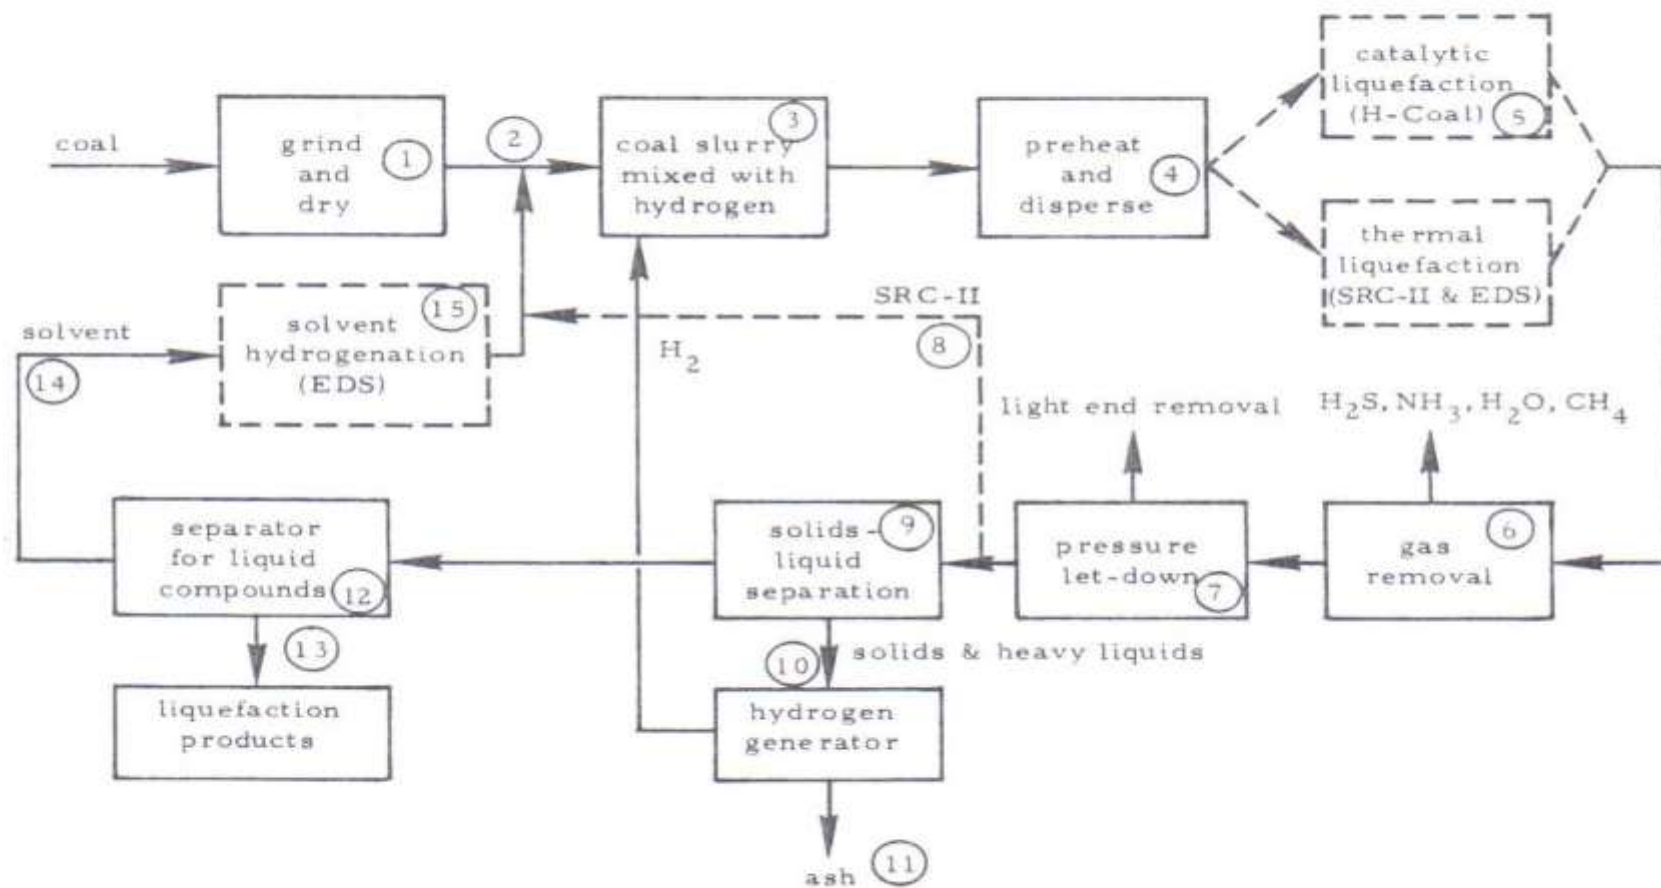 coal
grind
and
dry
1
2
3
coal slurry
mixed with
hydrogen
preheat
and
disperse
4
catalytic
liquefaction
(H-Coal)
5
thermal
liquefaction
(SRC-II & EDS)
solvent
14
15
solvent
hydrogenation
(EDS)
SRC-II
8
H2
light end removal
H2S, NH3, H2O, CH4
separator
for liquid
compounds
12
9
solids-
liquid
separation
pressure
let-down
7
6
gas
removal
13
liquefaction
products
10
solids & heavy liquids
hydrogen
generator
ash
11